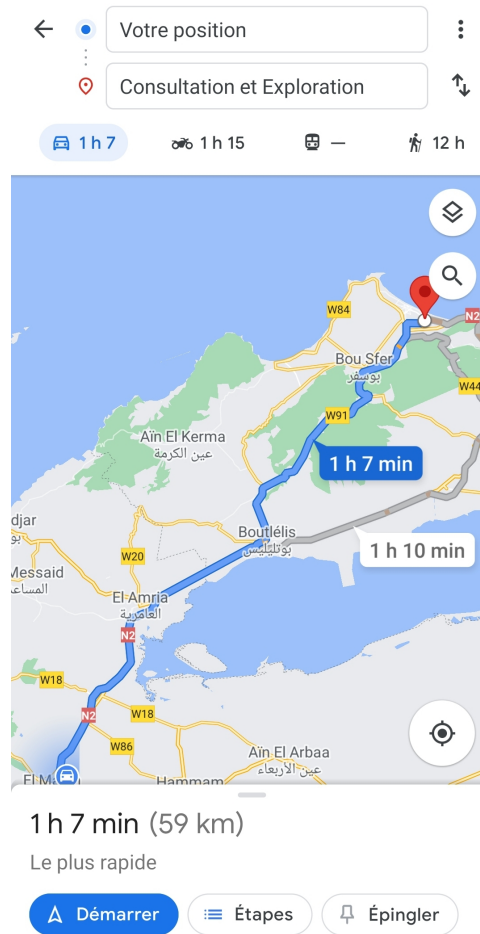 Votre position
Consultation et Exploration
1 h 7
1 h 15
—
12 h
W84
N2
Bou Sfer
بوسفر
W44
W91
Aïn El Kerma
عين الكرمة
1 h 7 min
djar
Boutlélis
بوتليليس
1 h 10 min
W20
Messaid
المساعد
El Amria
العامرية
N2
W18
N2
W18
W86
Aïn El Arbaa
عين الأربعاء
Hammam
1 h 7 min (59 km)
Le plus rapide
Démarrer
Étapes
Épingler